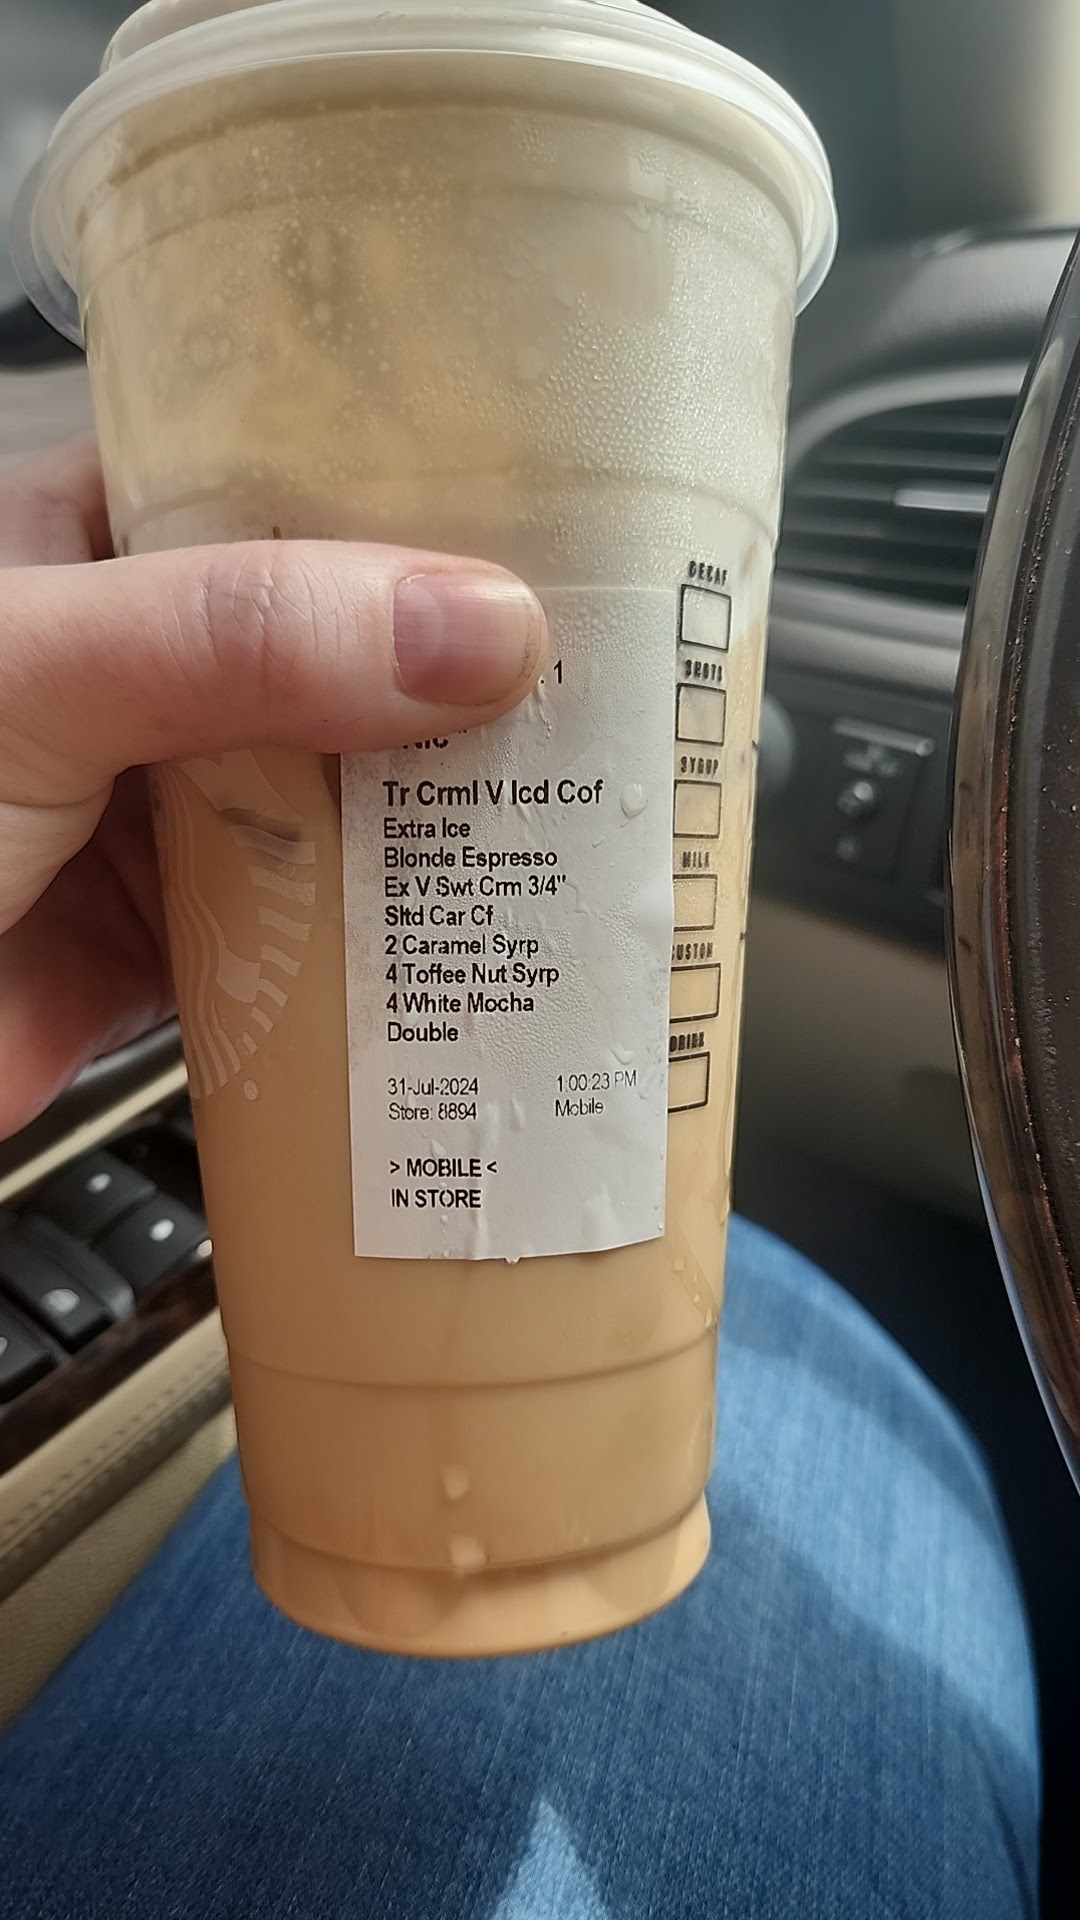 1
Tr Crml V Icd Cof
Extra Ice
Blonde Espresso
Ex V Swt Crm 3/4"
Sltd Car Cf
2 Caramel Syrp
4 Toffee Nut Syrp
4 White Mocha
Double
31-Jul-2024 1:00:23 PM
Store: 8894 Mobile
> MOBILE <
IN STORE
DECAF
SHOTS
SYRUP
MILK
CUSTOM
DRINK